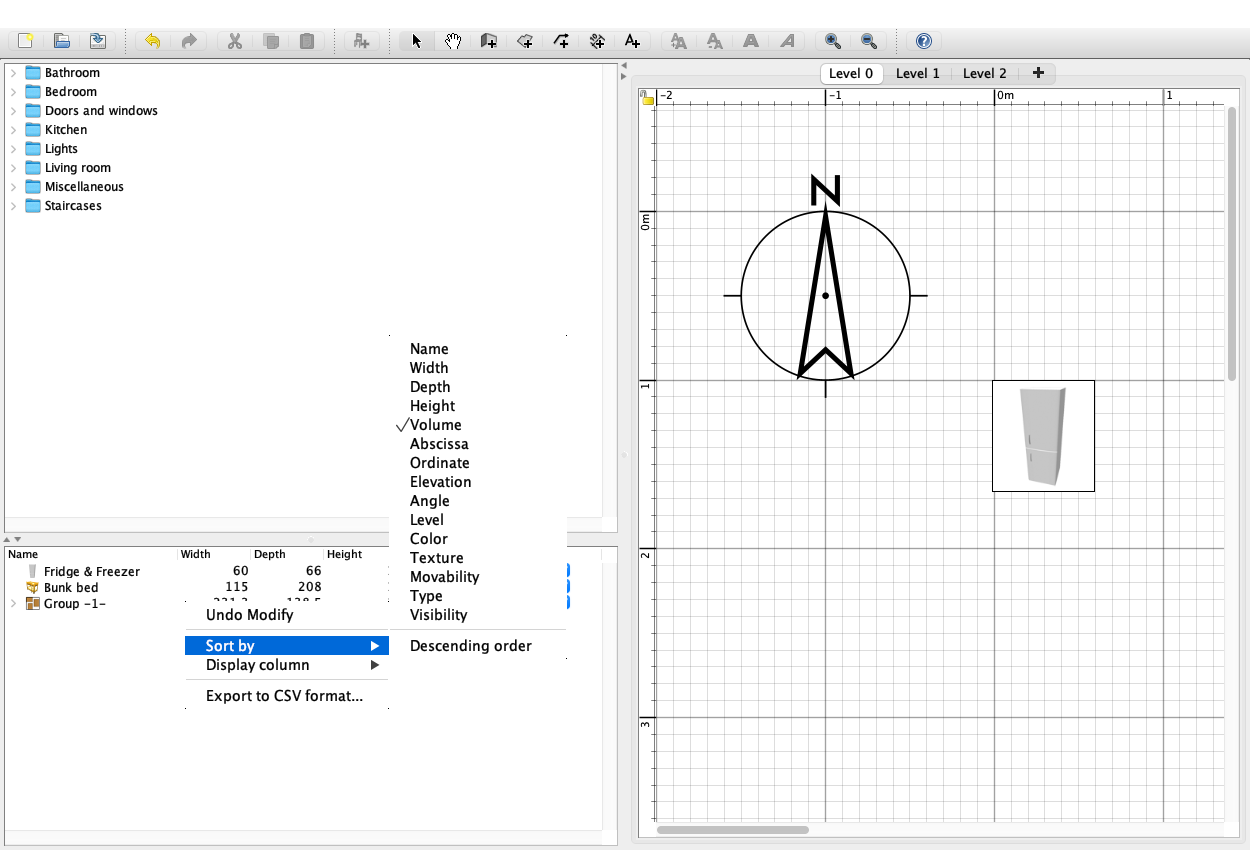 Level 0 Level 1 Level 2
Bathroom
Bedroom
Doors and windows
Kitchen
Lights
Living room
Miscellaneous
Staircases
-2 -1 0m 1
N
0m
1
2
3
Name Width Depth Height
Fridge & Freezer 60 66
Bunk bed 115 208
Group -1-
Undo Modify
Sort by
Display column
Export to CSV format...
Name
Width
Depth
Height
Volume
Abscissa
Ordinate
Elevation
Angle
Level
Color
Texture
Movability
Type
Visibility
Descending order